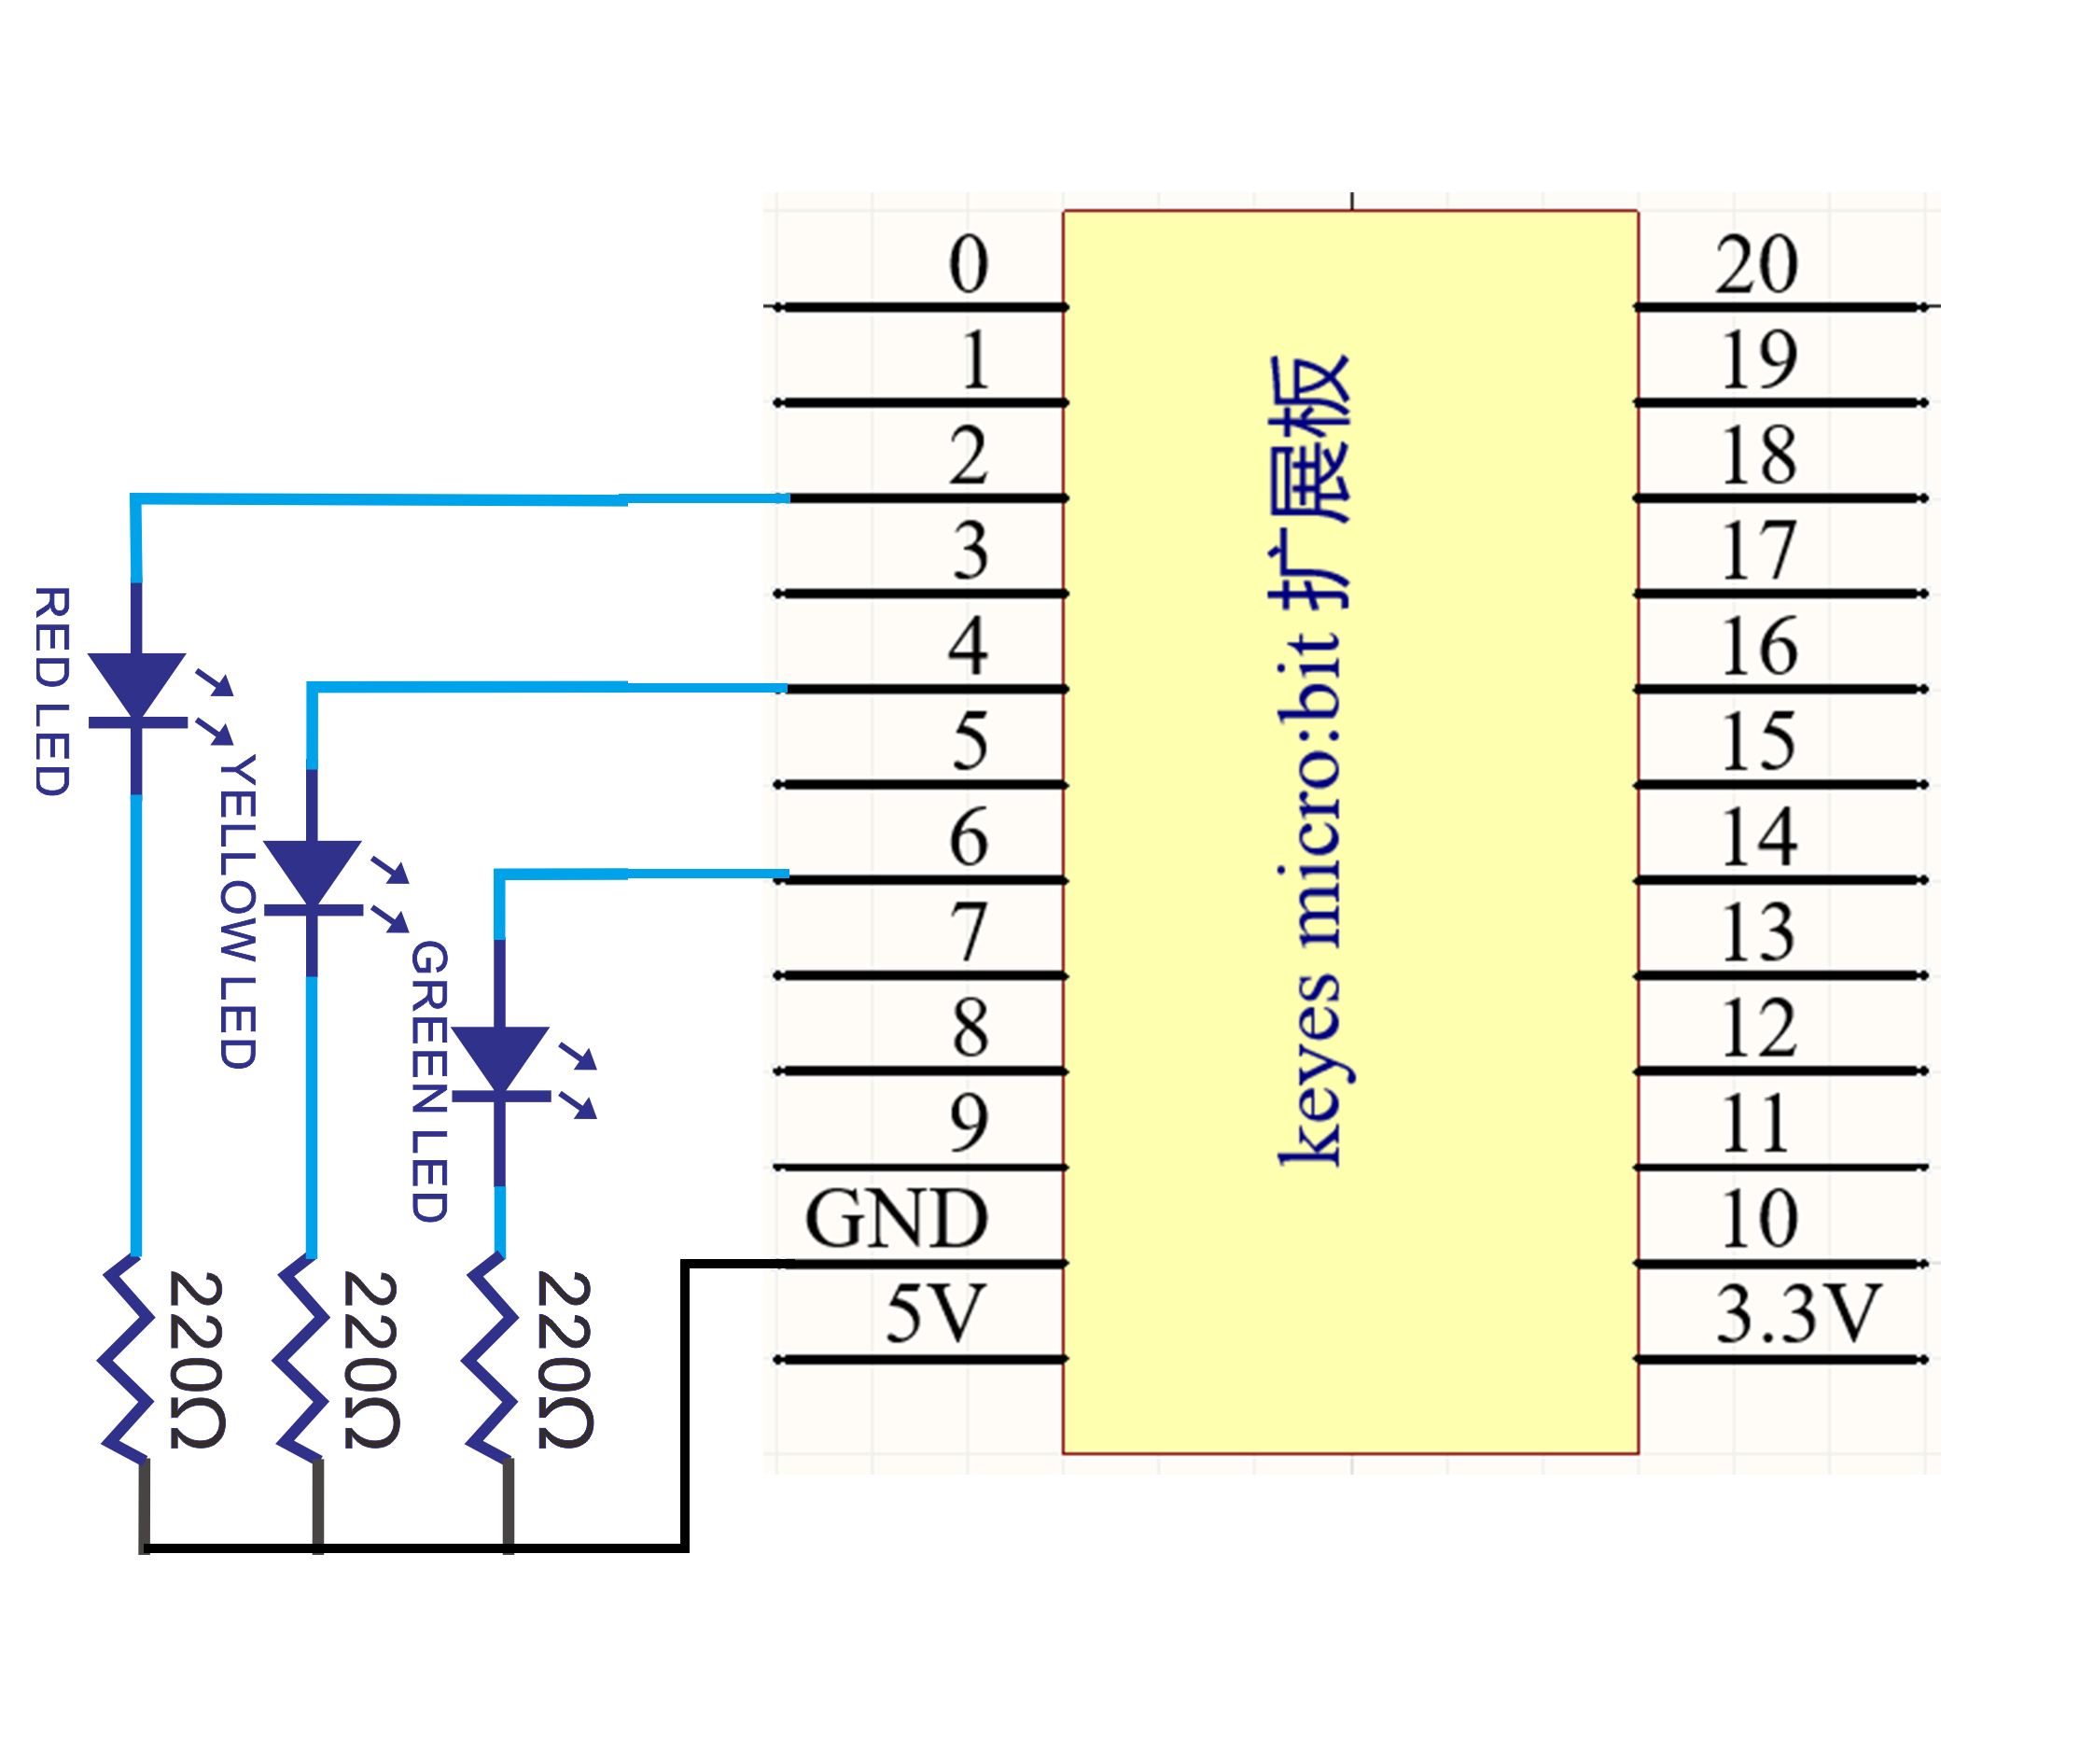 RED LED
YELLOW LED
GREEN LED
220Ω
220Ω
220Ω
0
1
2
3
4
5
6
7
8
9
GND
5V
keyes micro:bit 扩展板
20
19
18
17
16
15
14
13
12
11
10
3.3V